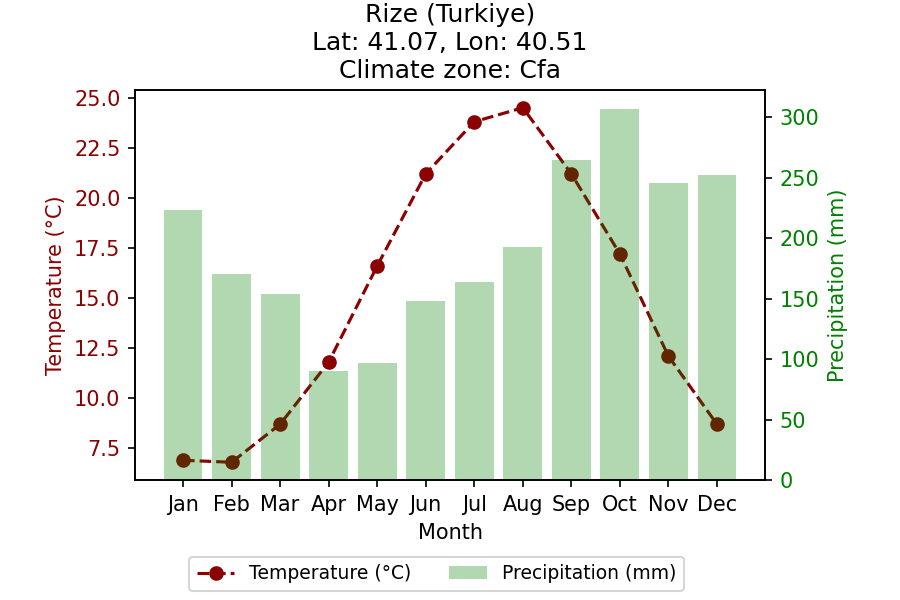 Rize (Turkiye)
Lat: 41.07, Lon: 40.51
Climate zone: Cfa
25.0
22.5
20.0
17.5
15.0
12.5
10.0
7.5
Temperature (°C)
300
250
200
150
100
50
0
Precipitation (mm)
Jan Feb Mar Apr May Jun Jul Aug Sep Oct Nov Dec
Month
Temperature (°C) Precipitation (mm)